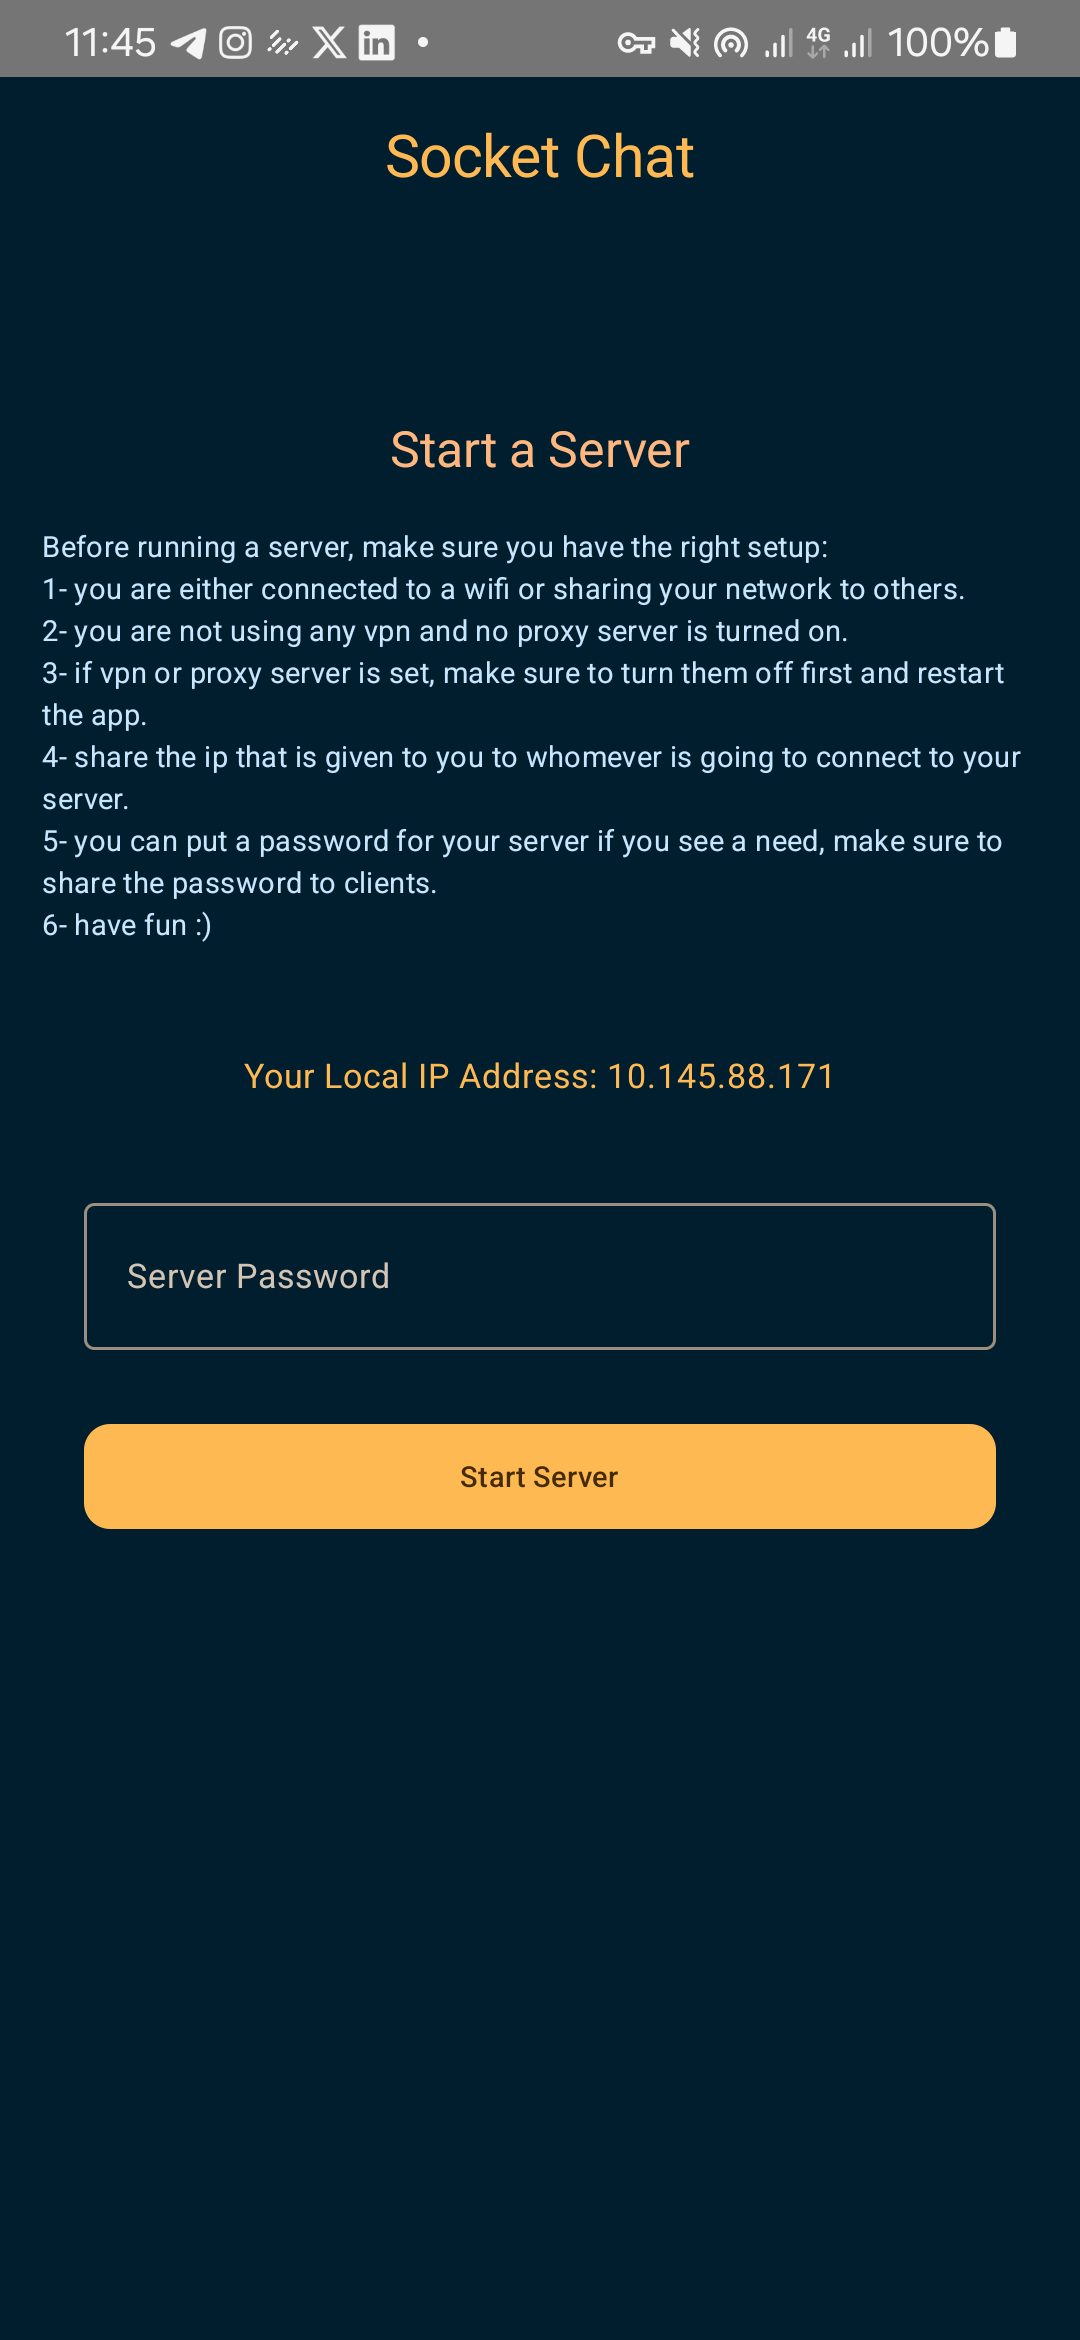 11:45
4G
100%
Socket Chat
Start a Server
Before running a server, make sure you have the right setup:
1- you are either connected to a wifi or sharing your network to others.
2- you are not using any vpn and no proxy server is turned on.
3- if vpn or proxy server is set, make sure to turn them off first and restart
the app.
4- share the ip that is given to you to whomever is going to connect to your
server.
5- you can put a password for your server if you see a need, make sure to
share the password to clients.
6- have fun :)
Your Local IP Address: 10.145.88.171
Server Password
Start Server